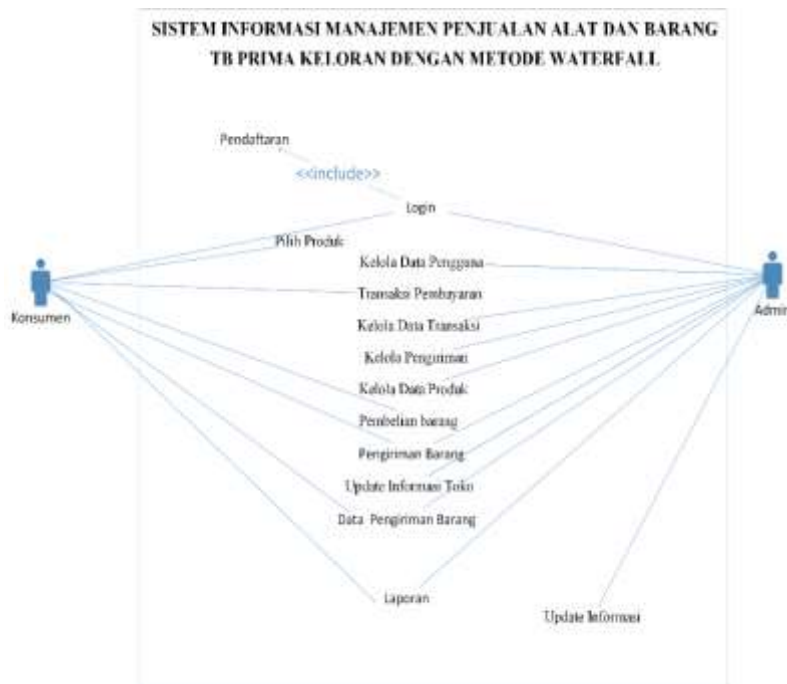 SISTEM INFORMASI MANAJEMEN PENJUALAN ALAT DAN BARANG
TB PRIMA KELORAN DENGAN METODE WATERFALL
Pendaftaran
<<include>>
Login
Pilih Produk
Kelola Data Pengguna
Konsumen
Transaksi Pembayaran
Admin
Kelola Data Transaksi
Kelola Pengiriman
Kelola Data Produk
Pembelian barang
Pengiriman Barang
Update Informasi Toko
Data Pengiriman Barang
Laporan
Update Informasi